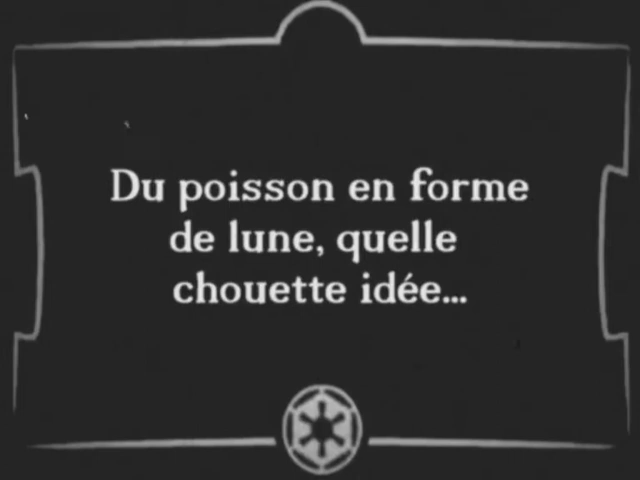 Du poisson en forme
de lune, quelle
chouette idée...